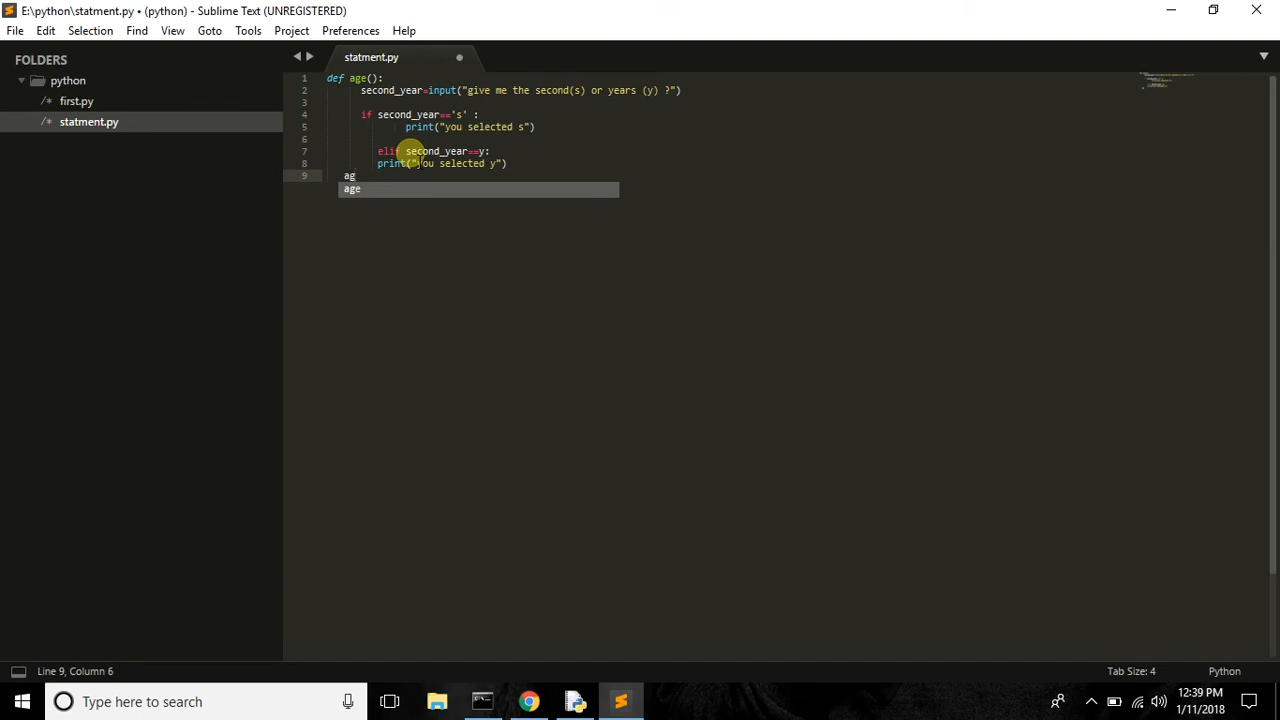 E:\python\statment.py • (python) - Sublime Text (UNREGISTERED)
File Edit Selection Find View Goto Tools Project Preferences Help
FOLDERS
python
/* first.py
/* statment.py
statment.py
1 def age():
2 second_year=input("give me the second(s) or years (y) ?")
3
4 if second_year=='s' :
5 print("you selected s")
6
7 elif second_year==y:
8 print("you selected y")
9 ag
age
Line 9, Column 6
Tab Size: 4
Python
Type here to search
12:39 PM
1/11/2018